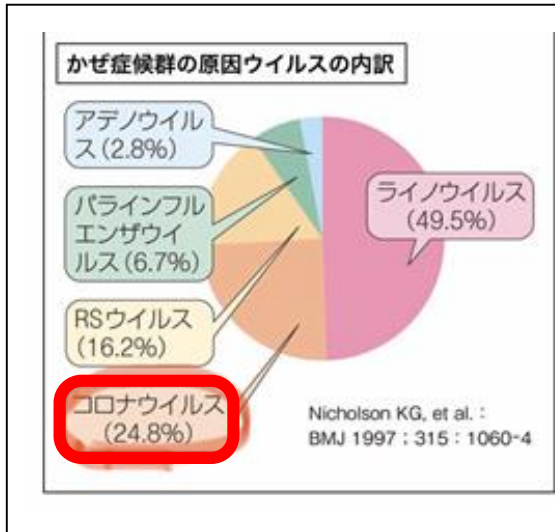 かぜ症候群の原因ウイルスの内訳
アデノウイル
ス(2.8%)
パラインフル
エンザウイ
ルス(6.7%)
RSウイルス
(16.2%)
コロナウイルス
(24.8%)
ライノウイルス
(49.5%)
Nicholson KG, et al.:
BMJ 1997;315:1060-4